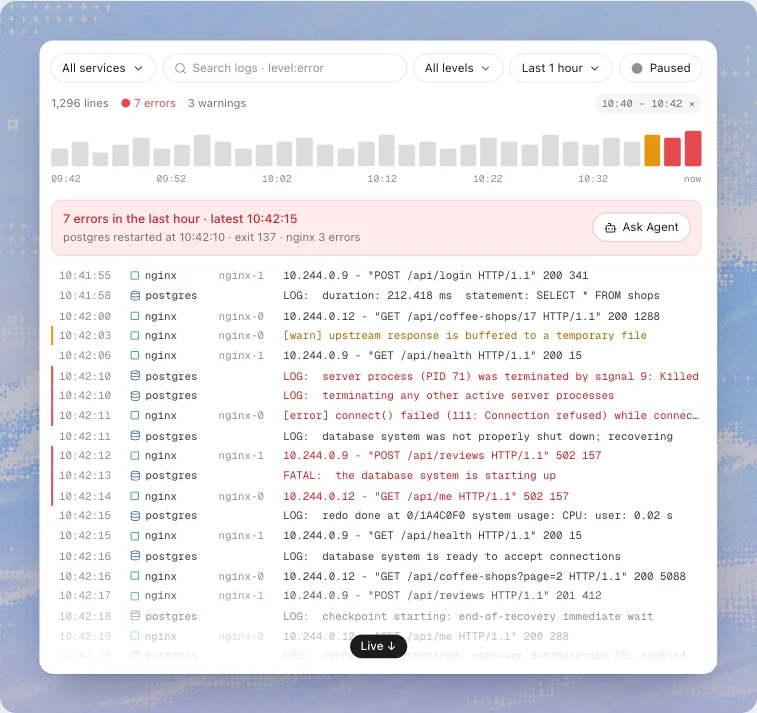 All services Search logs · level:error All levels Last 1 hour Paused
1,296 lines 7 errors 3 warnings 10:40 – 10:42 ×
09:42 09:52 10:02 10:12 10:22 10:32 now
7 errors in the last hour · latest 10:42:15
postgres restarted at 10:42:10 · exit 137 · nginx 3 errors
Ask Agent
10:41:55 nginx nginx-1 10.244.0.9 - "POST /api/login HTTP/1.1" 200 341
10:41:58 postgres LOG: duration: 212.418 ms statement: SELECT * FROM shops
10:42:00 nginx nginx-0 10.244.0.12 - "GET /api/coffee-shops/17 HTTP/1.1" 200 1288
10:42:03 nginx nginx-0 [warn] upstream response is buffered to a temporary file
10:42:06 nginx nginx-1 10.244.0.9 - "GET /api/health HTTP/1.1" 200 15
10:42:10 postgres LOG: server process (PID 71) was terminated by signal 9: Killed
10:42:10 postgres LOG: terminating any other active server processes
10:42:11 nginx nginx-0 [error] connect() failed (111: Connection refused) while connec…
10:42:11 postgres LOG: database system was not properly shut down; recovering
10:42:12 nginx nginx-1 10.244.0.9 - "POST /api/reviews HTTP/1.1" 502 157
10:42:13 postgres FATAL: the database system is starting up
10:42:14 nginx nginx-0 10.244.0.12 - "GET /api/me HTTP/1.1" 502 157
10:42:15 postgres LOG: redo done at 0/1A4C0F0 system usage: CPU: user: 0.02 s
10:42:15 nginx nginx-1 10.244.0.9 - "GET /api/health HTTP/1.1" 200 15
10:42:16 postgres LOG: database system is ready to accept connections
10:42:16 nginx nginx-0 10.244.0.12 - "GET /api/coffee-shops?page=2 HTTP/1.1" 200 5088
10:42:17 nginx nginx-1 10.244.0.9 - "POST /api/reviews HTTP/1.1" 201 412
10:42:18 postgres LOG: checkpoint starting: end-of-recovery immediate wait
10:42:19 nginx nginx-0 10.244.0.12 - "GET /api/me HTTP/1.1" 200 288
Live ↓
10:42:20 postgres LOG: user=app database=app SSL enabled